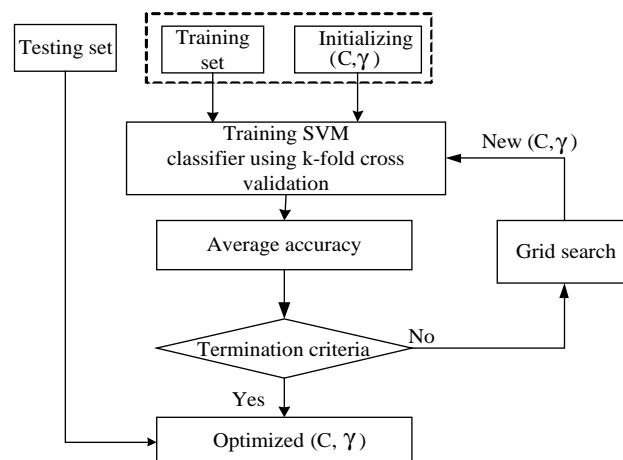 Testing set
Training
set
Initializing
(C,γ)
Training SVM
classifier using k-fold cross
validation
New (C,γ)
Average accuracy
Grid search
Termination criteria
No
Yes
Optimized (C, γ)